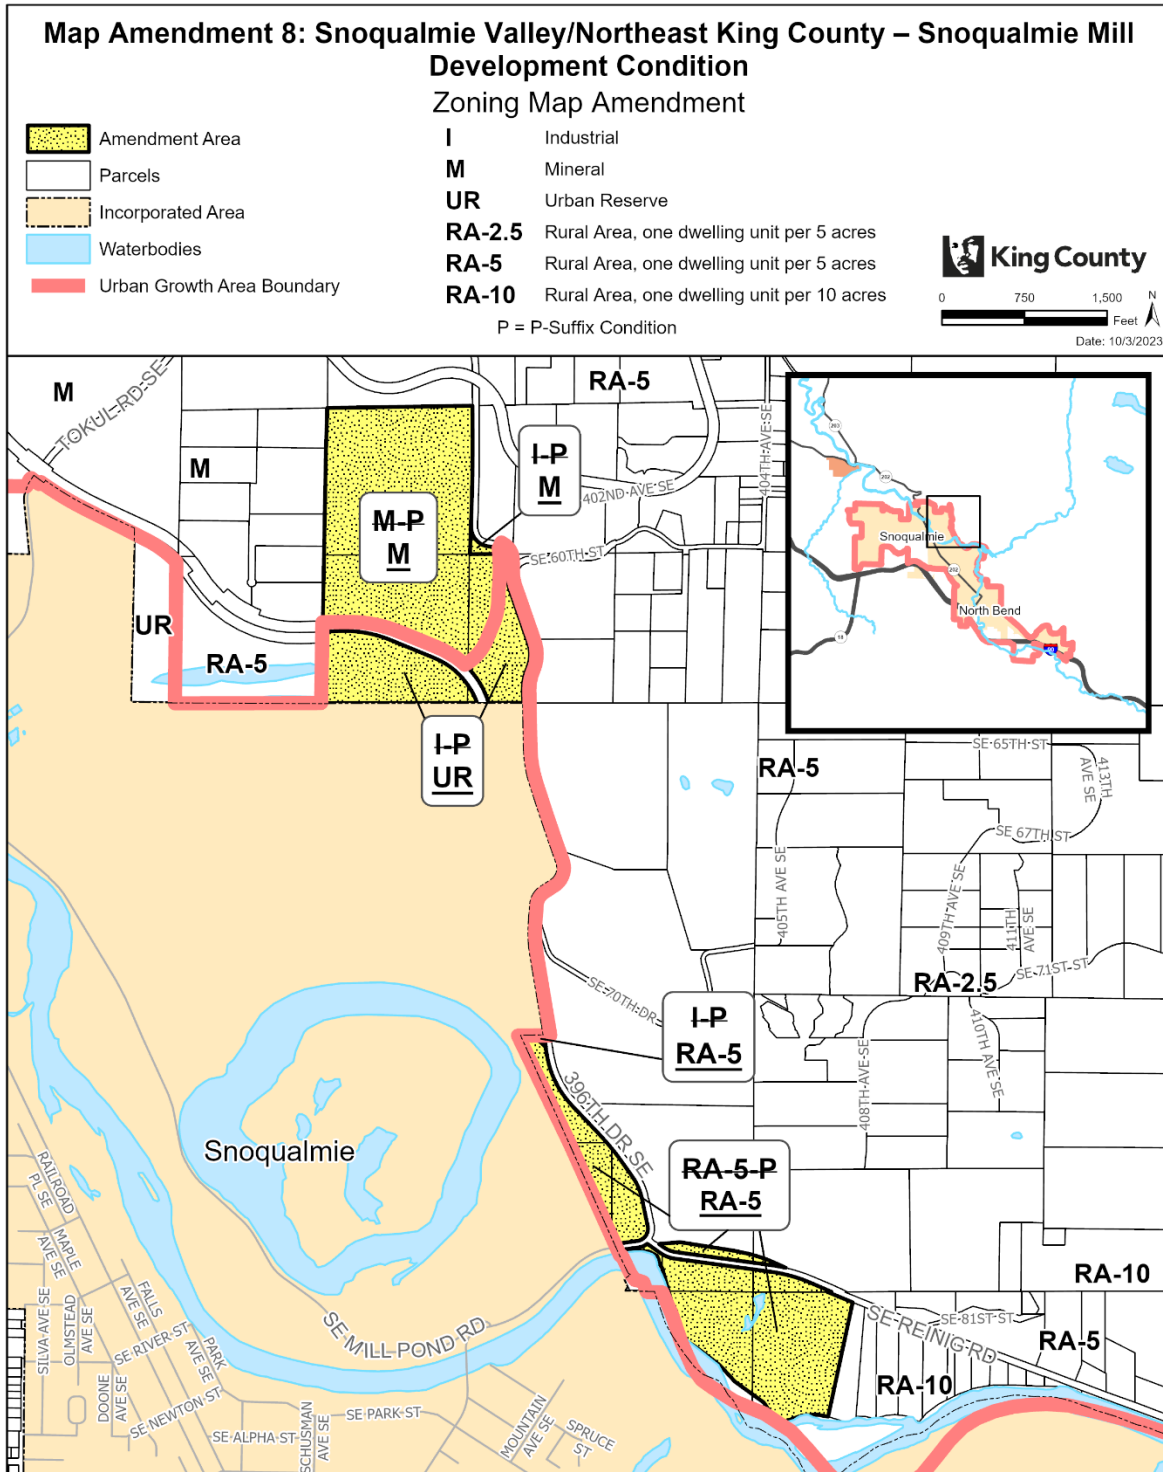 Map Amendment 8: Snoqualmie Valley/Northeast King County – Snoqualmie Mill
Development Condition
Zoning Map Amendment
Amendment Area
Parcels
Incorporated Area
Waterbodies
Urban Growth Area Boundary
I Industrial
M Mineral
UR Urban Reserve
RA-2.5 Rural Area, one dwelling unit per 5 acres
RA-5 Rural Area, one dwelling unit per 5 acres
RA-10 Rural Area, one dwelling unit per 10 acres
P = P-Suffix Condition
King County
0 750 1,500
Feet
N
Date: 10/3/2023
M
TOKUL RD SE
M
RA-5
I-P
M
402ND AVE SE
404TH AVE SE
M-P
M
SE 60TH ST
UR
RA-5
I-P
UR
203
202
Snoqualmie
202
North Bend
18
90
RA-5
SE 65TH ST
413TH
AVE SE
SE 67TH ST
405TH AVE SE
409TH AVE SE
411TH
AVE SE
SE 71ST ST
RA-2.5
SE 70TH DR
I-P
RA-5
410TH AVE SE
408TH AVE SE
396TH DR SE
Snoqualmie
RA-5-P
RA-5
RA-10
SE 81ST ST
SE REINIG RD
RA-5
RA-10
SE MILL POND RD
RAILROAD
PL SE
MAPLE
AVE SE
FALLS
AVE SE
PARK
AVE SE
SILVA AVE SE
OLMSTEAD
AVE SE
SE RIVER ST
DOONE
AVE SE
SE NEWTON ST
SE ALPHA ST
SCHUSMAN
AVE SE
SE PARK ST
MOUNTAIN
AVE SE
SPRUCE
ST